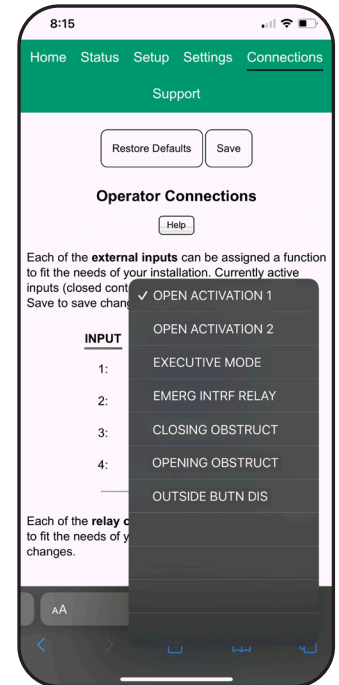 8:15
Home Status Setup Settings Connections
Support
Restore Defaults Save
Operator Connections
Help
Each of the external inputs can be assigned a function
to fit the needs of your installation. Currently active
inputs (closed cont
Save to save chang
✓ OPEN ACTIVATION 1
OPEN ACTIVATION 2
EXECUTIVE MODE
EMERG INTRF RELAY
CLOSING OBSTRUCT
OPENING OBSTRUCT
OUTSIDE BUTN DIS
INPUT
1:
2:
3:
4:
Each of the relay o
to fit the needs of y
changes.
AA